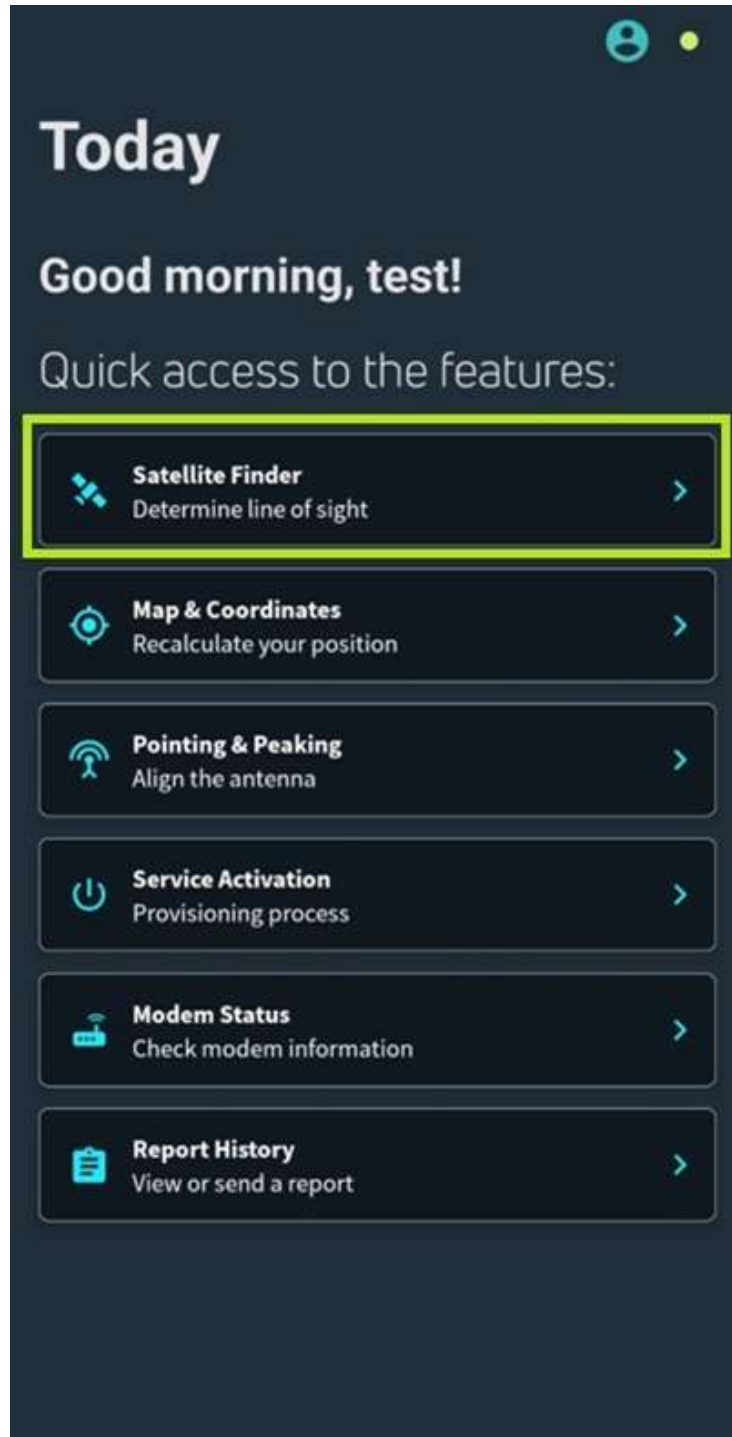 Today
Good morning, test!
Quick access to the features:
Satellite Finder
Determine line of sight
Map & Coordinates
Recalculate your position
Pointing & Peaking
Align the antenna
Service Activation
Provisioning process
Modem Status
Check modem information
Report History
View or send a report